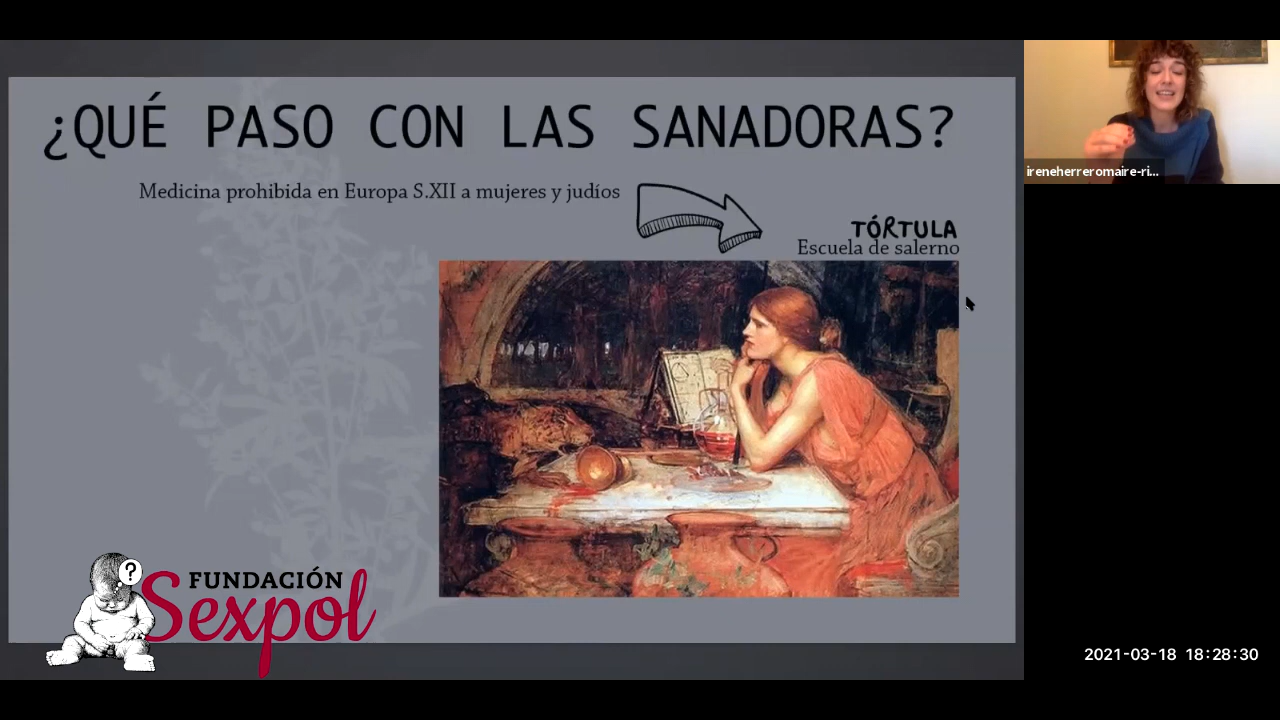 ¿QUÉ PASO CON LAS SANADORAS?
Medicina prohibida en Europa S.XII a mujeres y judíos
TÓRTULA
Escuela de salerno
FUNDACIÓN
Sexpol
?
ireneherreromaire-ri...
2021-03-18 18:28:30